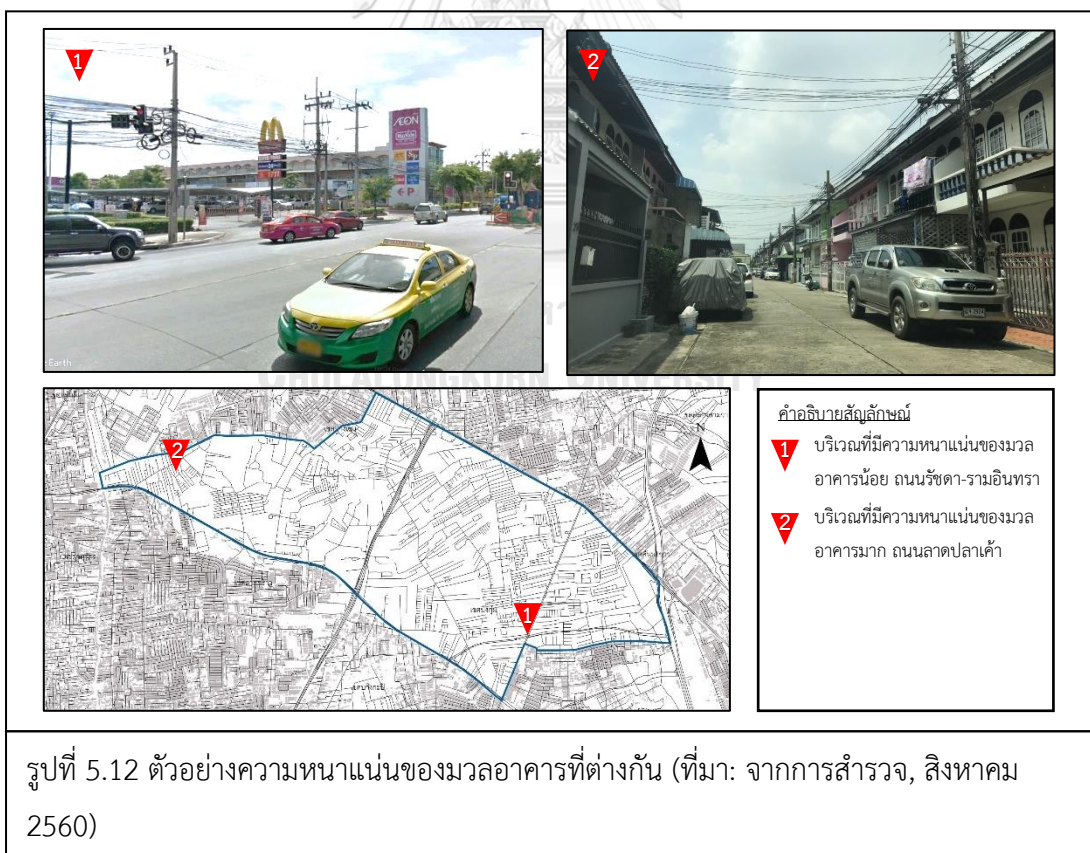 1
2
AEON
P
Earth
CHULALONGKORN UNIVERSITY
2
N
1
คำอธิบายสัญลักษณ์
1 บริเวณที่มีความหนาแน่นของมวล
อาคารน้อย ถนนรัชดา-รามอินทรา
2 บริเวณที่มีความหนาแน่นของมวล
อาคารมาก ถนนลาดปลาเค้า
รูปที่ 5.12 ตัวอย่างความหนาแน่นของมวลอาคารที่ต่างกัน (ที่มา: จากการสำรวจ, สิงหาคม
2560)